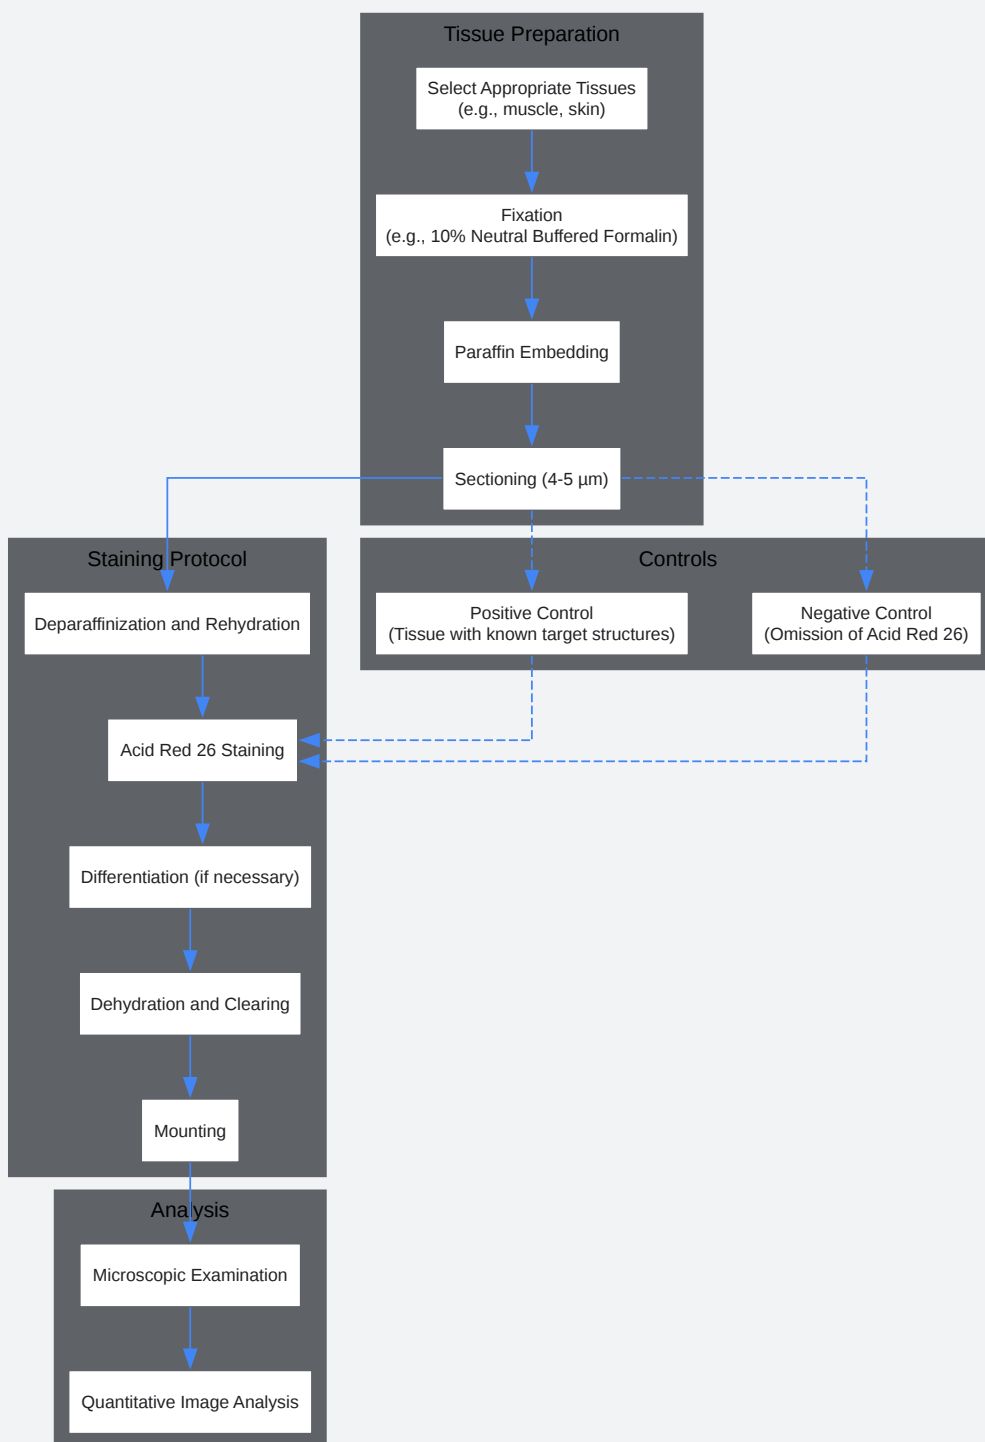 Tissue Preparation
Select Appropriate Tissues
(e.g., muscle, skin)
Fixation
(e.g., 10% Neutral Buffered Formalin)
Paraffin Embedding
Sectioning (4-5 µm)
Staining Protocol
Deparaffinization and Rehydration
Controls
Positive Control
(Tissue with known target structures)
Negative Control
(Omission of Acid Red 26)
Acid Red 26 Staining
Differentiation (if necessary)
Dehydration and Clearing
Mounting
Analysis
Microscopic Examination
Quantitative Image Analysis